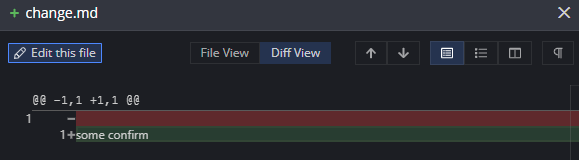 + change.md
Edit this file
File View
Diff View
¶
@@ -1,1 +1,1 @@
1 -
1+some confirm